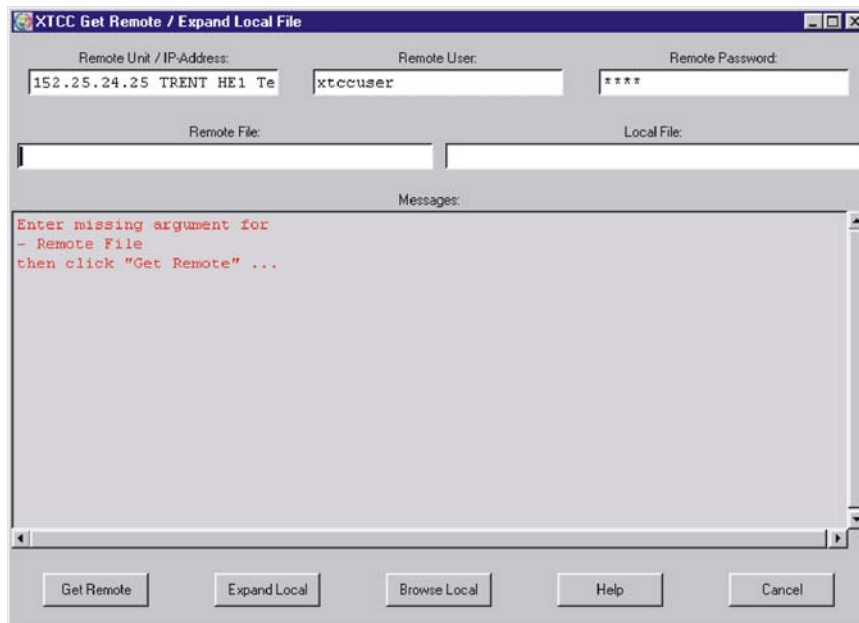 XTCC Get Remote / Expand Local File
Remote Unit / IP-Address: Remote User: Remote Password:
152.25.24.25 TRENT HE1 Te xtccuser ****
Remote File: Local File:
Messages:
Enter missing argument for
- Remote File
then click "Get Remote" ...
Get Remote Expand Local Browse Local Help Cancel